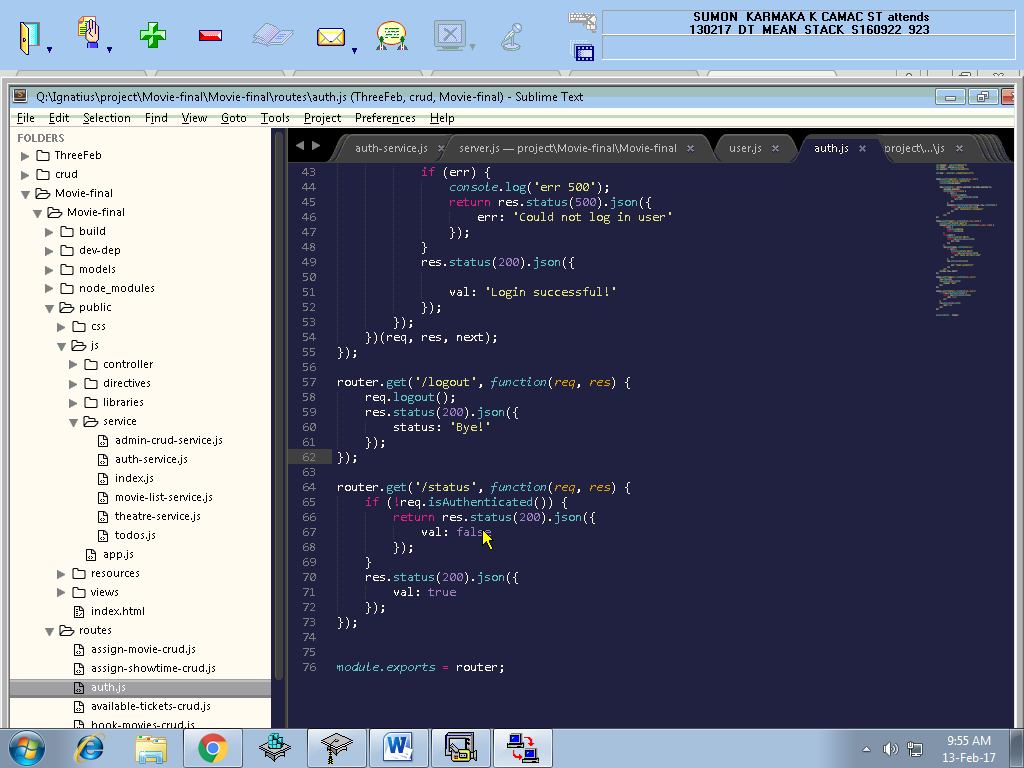 SUMON KARMAKA K CAMAC ST attends
130217 DT MEAN STACK S160922 923
Q:\Ignatius\project\Movie-final\Movie-final\routes\auth.js (ThreeFeb, crud, Movie-final) - Sublime Text
File Edit Selection Find View Goto Tools Project Preferences Help
FOLDERS
ThreeFeb
crud
Movie-final
Movie-final
build
dev-dep
models
node_modules
public
css
js
controller
directives
libraries
service
admin-crud-service.js
auth-service.js
index.js
movie-list-service.js
theatre-service.js
todos.js
app.js
resources
views
index.html
routes
assign-movie-crud.js
assign-showtime-crud.js
auth.js
available-tickets-crud.js
book-movies-crud.js
auth-service.js × server.js — project\Movie-final\Movie-final × user.js × auth.js × project\...\js ×
43 if (err) {
44 console.log('err 500');
45 return res.status(500).json({
46 err: 'Could not log in user'
47 });
48 }
49 res.status(200).json({
50
51 val: 'Login successful!'
52 });
53 });
54 })(req, res, next);
55 });
56
57 router.get('/logout', function(req, res) {
58 req.logout();
59 res.status(200).json({
60 status: 'Bye!'
61 });
62 });
63
64 router.get('/status', function(req, res) {
65 if (!req.isAuthenticated()) {
66 return res.status(200).json({
67 val: false
68 });
69 }
70 res.status(200).json({
71 val: true
72 });
73 });
74
75
76 module.exports = router;
9:55 AM
13-Feb-17